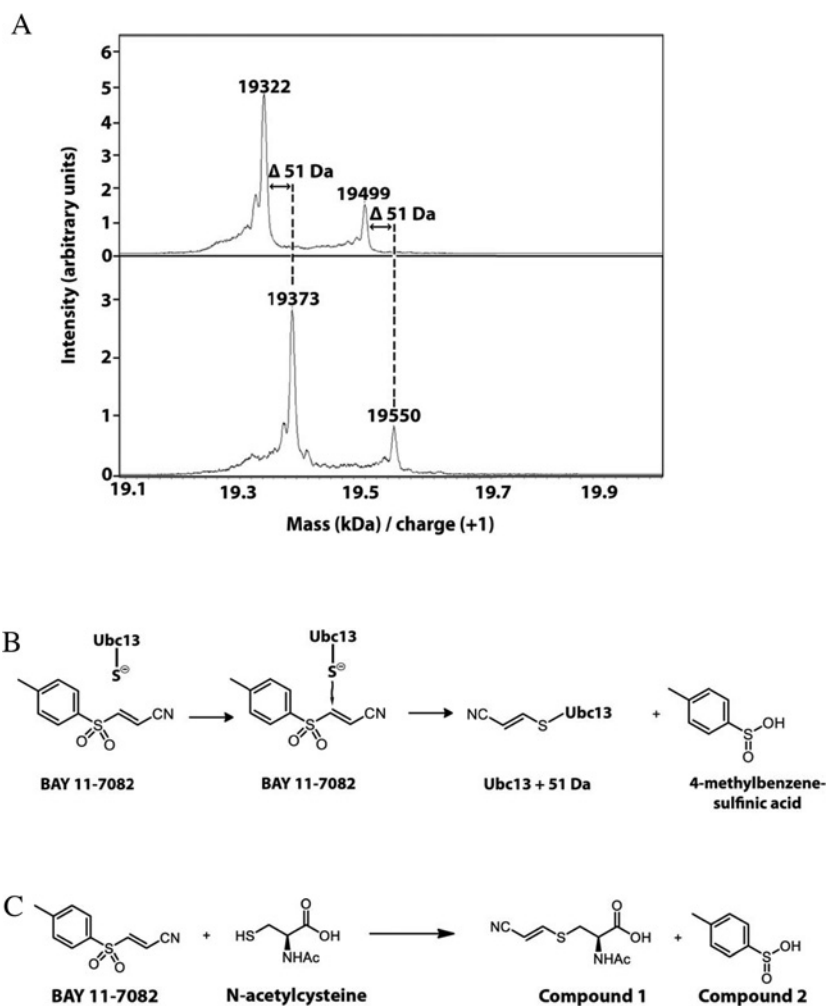 A
Intensity (arbitrary units)
6
5
4
3
2
1
0
19322
Δ 51 Da
19499
Δ 51 Da
3
2
1
0
19373
19550
19.1 19.3 19.5 19.7 19.9
Mass (kDa) / charge (+1)
B
Ubc13
S⊖
CN
S
O O
BAY 11-7082
Ubc13
S⊖
CN
S
O O
BAY 11-7082
NC S Ubc13
Ubc13 + 51 Da
+
S OH
O
4-methylbenzene-
sulfinic acid
C
CN
S
O O
BAY 11-7082
+
O
HS OH
NHAc
N-acetylcysteine
O
NC S OH
NHAc
Compound 1
+
S OH
O
Compound 2